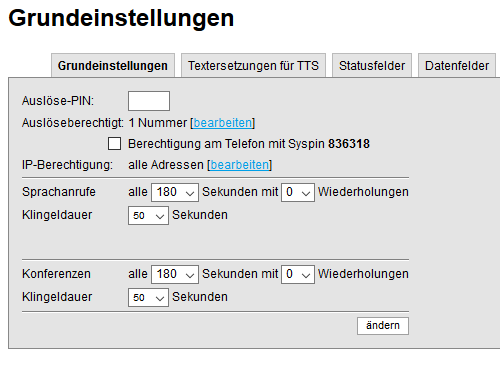 Grundeinstellungen
Grundeinstellungen Textersetzungen für TTS Statusfelder Datenfelder
Auslöse-PIN:
Auslöseberechtigt: 1 Nummer [bearbeiten]
Berechtigung am Telefon mit Syspin 836318
IP-Berechtigung: alle Adressen [bearbeiten]
Sprachanrufe alle 180 Sekunden mit 0 Wiederholungen
Klingeldauer 50 Sekunden
Konferenzen alle 180 Sekunden mit 0 Wiederholungen
Klingeldauer 50 Sekunden
ändern